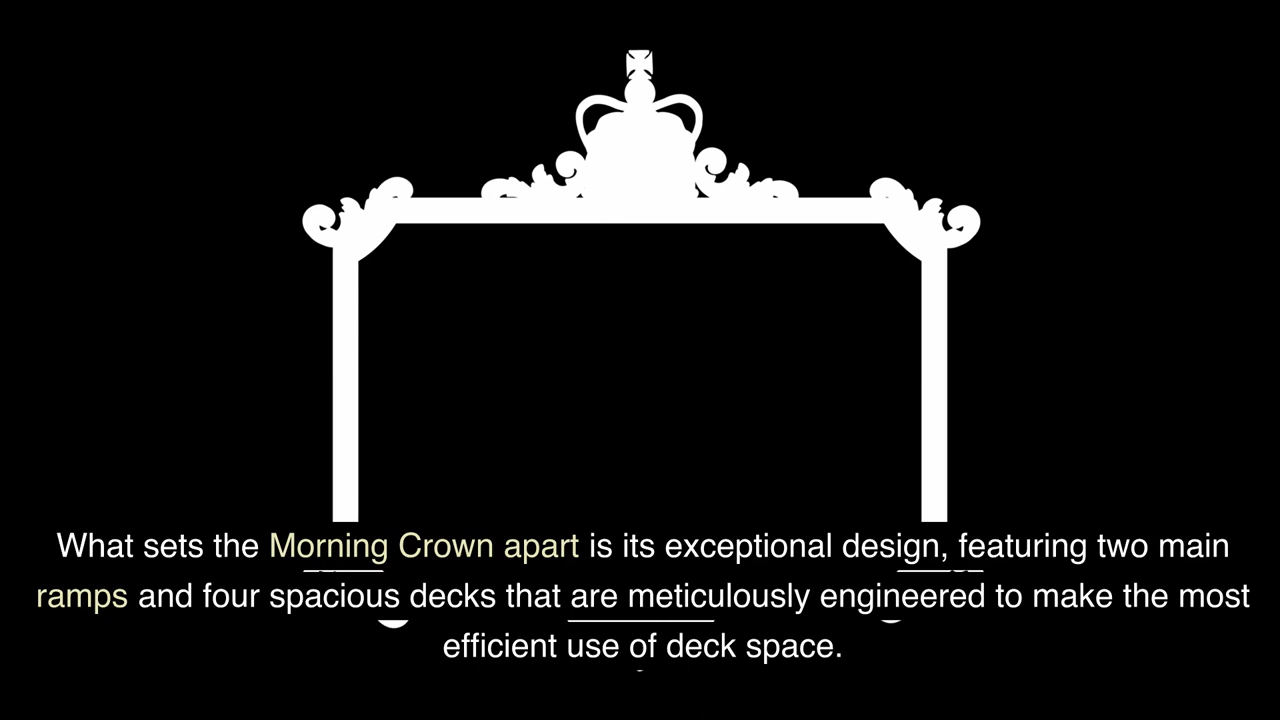 What sets the Morning Crown apart is its exceptional design, featuring two main
ramps and four spacious decks that are meticulously engineered to make the most
efficient use of deck space.